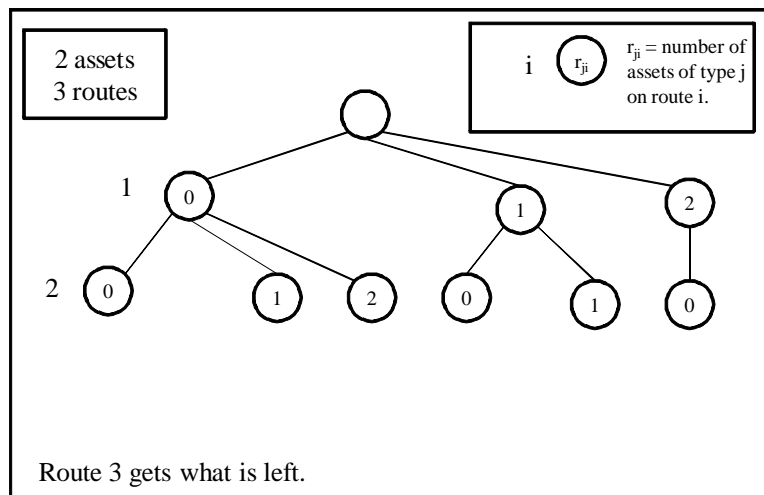 2 assets
3 routes
i
r_ji
r_ji = number of
assets of type j
on route i.
1
0
1
2
2
0
1
2
0
1
0
Route 3 gets what is left.